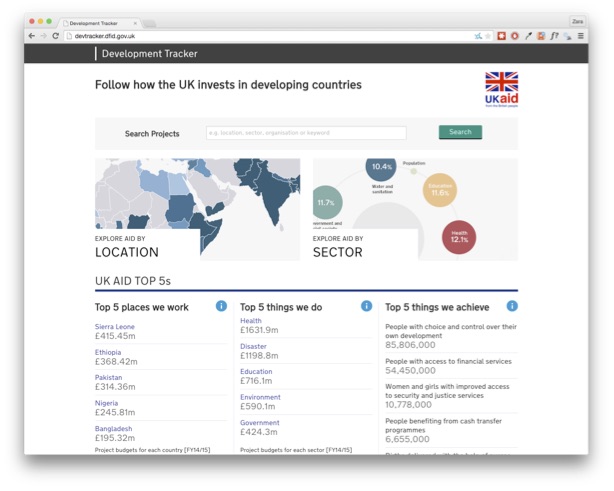 Development Tracker
Zara
devtracker.dfid.gov.uk
Development Tracker
Follow how the UK invests in developing countries
UKaid
from the British people
Search Projects
e.g. location, sector, organisation or keyword
Search
EXPLORE AID BY
LOCATION
10.4%
Water and
sanitation
Population
Education
11.6%
11.7%
Health
12.1%
EXPLORE AID BY
SECTOR
UK AID TOP 5s
Top 5 places we work
Sierra Leone
£415.45m
Ethiopia
£368.42m
Pakistan
£314.36m
Nigeria
£245.81m
Bangladesh
£195.32m
Project budgets for each country [FY14/15]
Top 5 things we do
Health
£1631.9m
Disaster
£1198.8m
Education
£716.1m
Environment
£590.1m
Government
£424.3m
Project budgets for each sector [FY14/15]
Top 5 things we achieve
People with choice and control over their
own development
85,806,000
People with access to financial services
54,450,000
Women and girls with improved access
to security and justice services
10,778,000
People benefiting from cash transfer
programmes
6,655,000